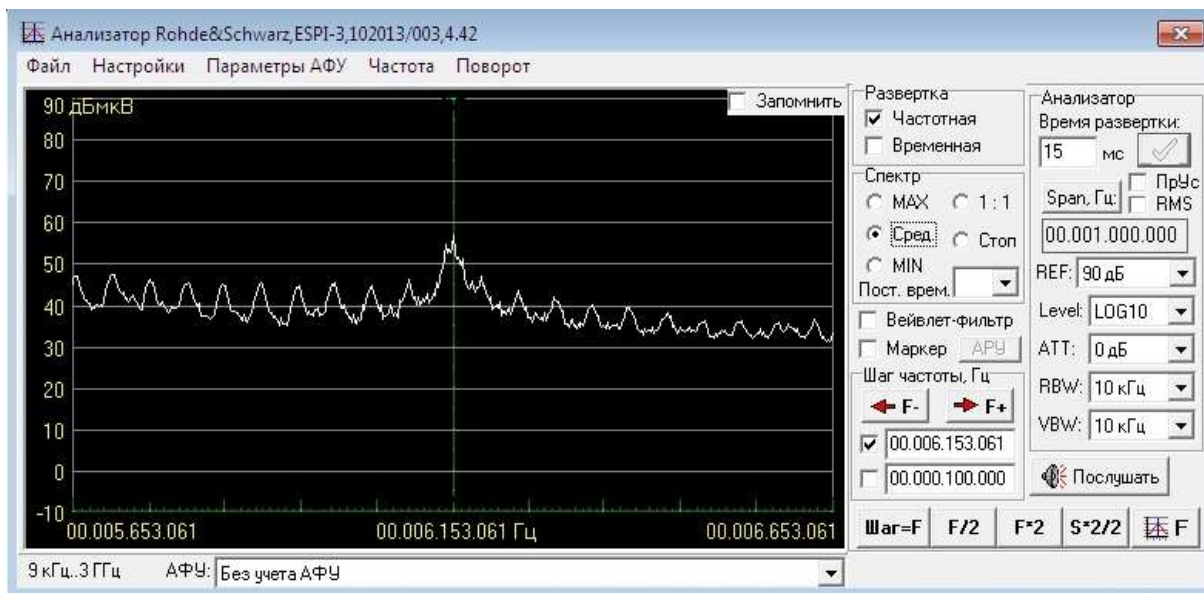 Анализатор Rohde&Schwarz,ESPI-3,102013/003,4.42
Файл Настройки Параметры АФУ Частота Поворот
90 дБмкВ
80
70
60
50
40
30
20
10
0
-10
00.005.653.061 00.006.153.061 Гц 00.006.653.061
Запомнить
9 кГц..3 ГГц АФУ: Без учета АФУ
Развертка
Частотная
Временная
Спектр
MAX 1 : 1
Сред. Стоп
MIN
Пост. врем.
Вейвлет-фильтр
Маркер АРУ
Шаг частоты, Гц
F- F+
00.006.153.061
00.000.100.000
Анализатор
Время развертки:
15 мс
Span, Гц: ПрУс
RMS
00.001.000.000
REF: 90 дБ
Level: LOG10
ATT: 0 дБ
RBW: 10 кГц
VBW: 10 кГц
Послушать
Шаг=F F/2 F*2 S*2/2 F